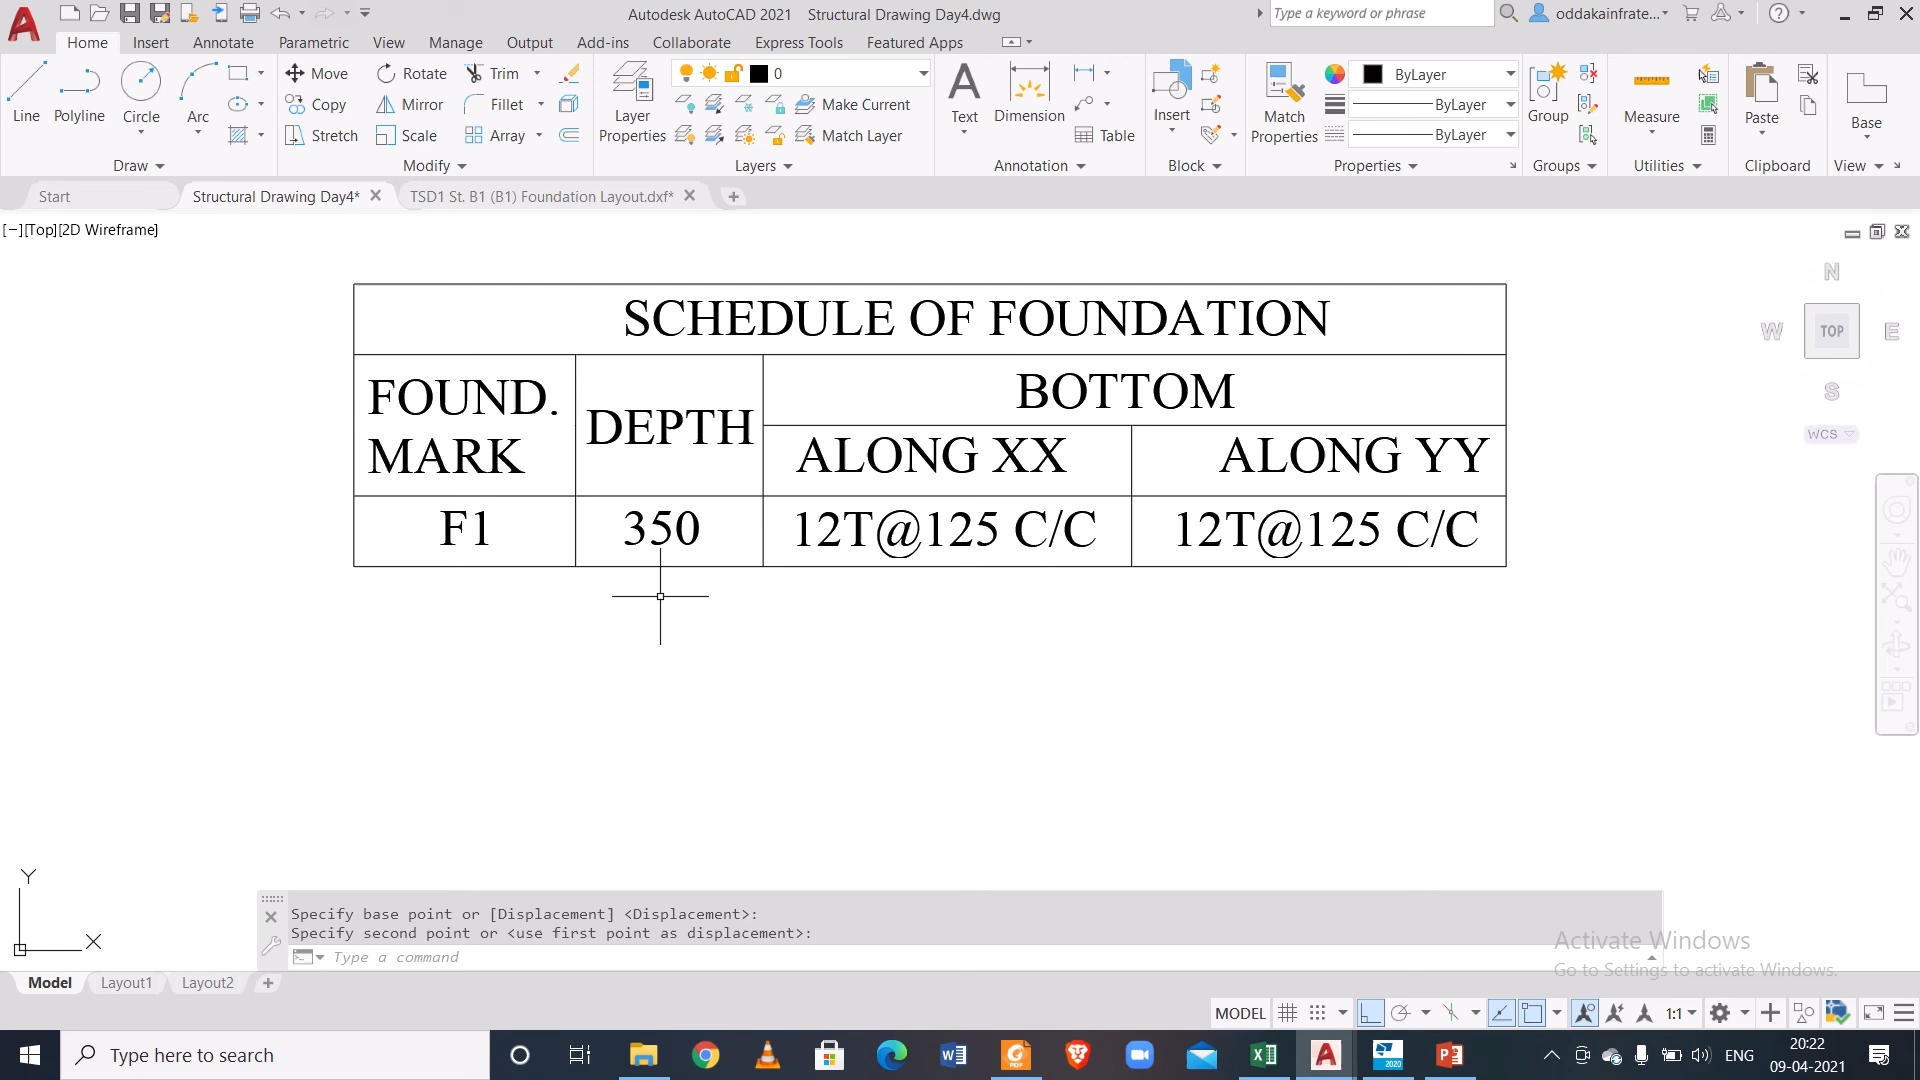 Autodesk AutoCAD 2021 Structural Drawing Day4.dwg
Type a keyword or phrase
oddakainfrate...
Home Insert Annotate Parametric View Manage Output Add-ins Collaborate Express Tools Featured Apps
Line Polyline Circle Arc
Move Rotate Trim
Copy Mirror Fillet
Stretch Scale Array
Layer Properties
0
Make Current
Match Layer
Text Dimension Table
Insert
Match Properties
ByLayer
ByLayer
ByLayer
Group Measure Paste Base
Draw Modify Layers Annotation Block Properties Groups Utilities Clipboard View
Start Structural Drawing Day4* TSD1 St. B1 (B1) Foundation Layout.dxf*
[−][Top][2D Wireframe]
N
W TOP E
S
WCS
SCHEDULE OF FOUNDATION
FOUND. MARK
DEPTH
BOTTOM
ALONG XX ALONG YY
F1 350 12T@125 C/C 12T@125 C/C
Y
X
Specify base point or [Displacement] <Displacement>:
Specify second point or <use first point as displacement>:
Type a command
Activate Windows
Go to Settings to activate Windows.
Model Layout1 Layout2
MODEL 1:1
Type here to search
PDF
2020
ENG
20:22
09-04-2021